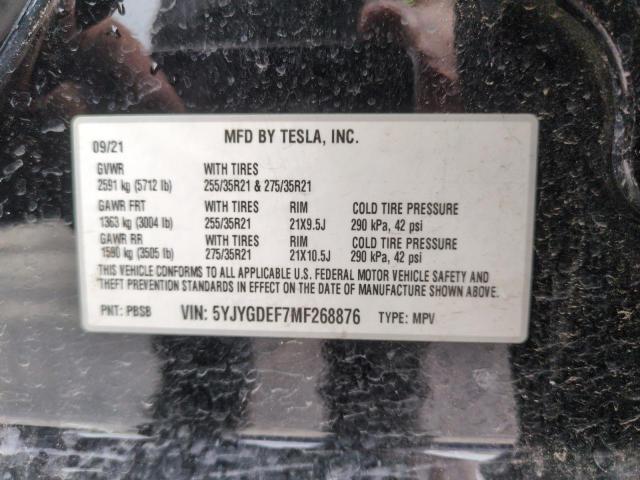 MFD BY TESLA, INC.
09/21
GVWR WITH TIRES
2591 kg (5712 lb) 255/35R21 & 275/35R21
GAWR FRT WITH TIRES RIM COLD TIRE PRESSURE
1363 kg (3004 lb) 255/35R21 21X9.5J 290 kPa, 42 psi
GAWR RR WITH TIRES RIM COLD TIRE PRESSURE
1590 kg (3505 lb) 275/35R21 21X10.5J 290 kPa, 42 psi
THIS VEHICLE CONFORMS TO ALL APPLICABLE U.S. FEDERAL MOTOR VEHICLE SAFETY AND
THEFT PREVENTION STANDARDS IN EFFECT ON THE DATE OF MANUFACTURE SHOWN ABOVE.
PNT: PBSB VIN: 5YJYGDEF7MF268876 TYPE: MPV